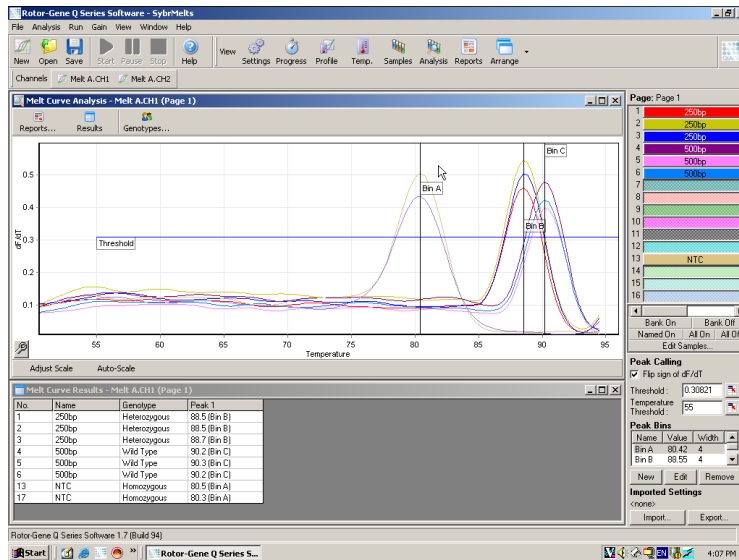 Rotor-Gene Q Series Software - SybrMelts
File Analysis Run Gain View Window Help
New Open Save Start Pause Stop Help View Settings Progress Profile Temp. Samples Analysis Reports Arrange
Channels Melt A.CH1 Melt A.CH2
Melt Curve Analysis - Melt A.CH1 (Page 1)
Reports... Results Genotypes...
Bin C
Bin A
Bin B
Threshold
dF/dT
0.5
0.4
0.3
0.2
0.1
55 60 65 70 75 80 85 90 95
Temperature
Adjust Scale Auto-Scale
Melt Curve Results - Melt A.CH1 (Page 1)
No. Name Genotype Peak 1
1 250bp Heterozygous 88.5 (Bin B)
2 250bp Heterozygous 88.5 (Bin B)
3 250bp Heterozygous 88.7 (Bin B)
4 500bp Wild Type 90.2 (Bin C)
5 500bp Wild Type 90.3 (Bin C)
6 500bp Wild Type 90.2 (Bin C)
13 NTC Homozygous 80.5 (Bin A)
17 NTC Homozygous 80.3 (Bin A)
Page: Page 1
1 250bp
2 250bp
3 250bp
4 500bp
5 500bp
6 500bp
7
8
9
10
11
12
13 NTC
14
15
16
Bank On Bank Off
Named On All On All Of
Edit Samples...
Peak Calling
Flip sign of dF/dT
Threshold : 0.30821
Temperature
Threshold : 55
Peak Bins
Name Value Width
Bin A 80.42 4
Bin B 88.55 4
New Edit Remove
Imported Settings
<none>
Import... Export...
Rotor-Gene Q Series Software 1.7 (Build 94)
Start » Rotor-Gene Q Series S... EN 4:07 PM